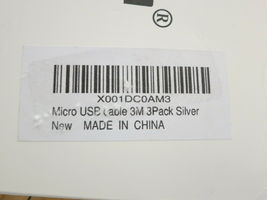 ®
X001DC0AM3
Micro USB cable 3M 3Pack Silver
New MADE IN CHINA